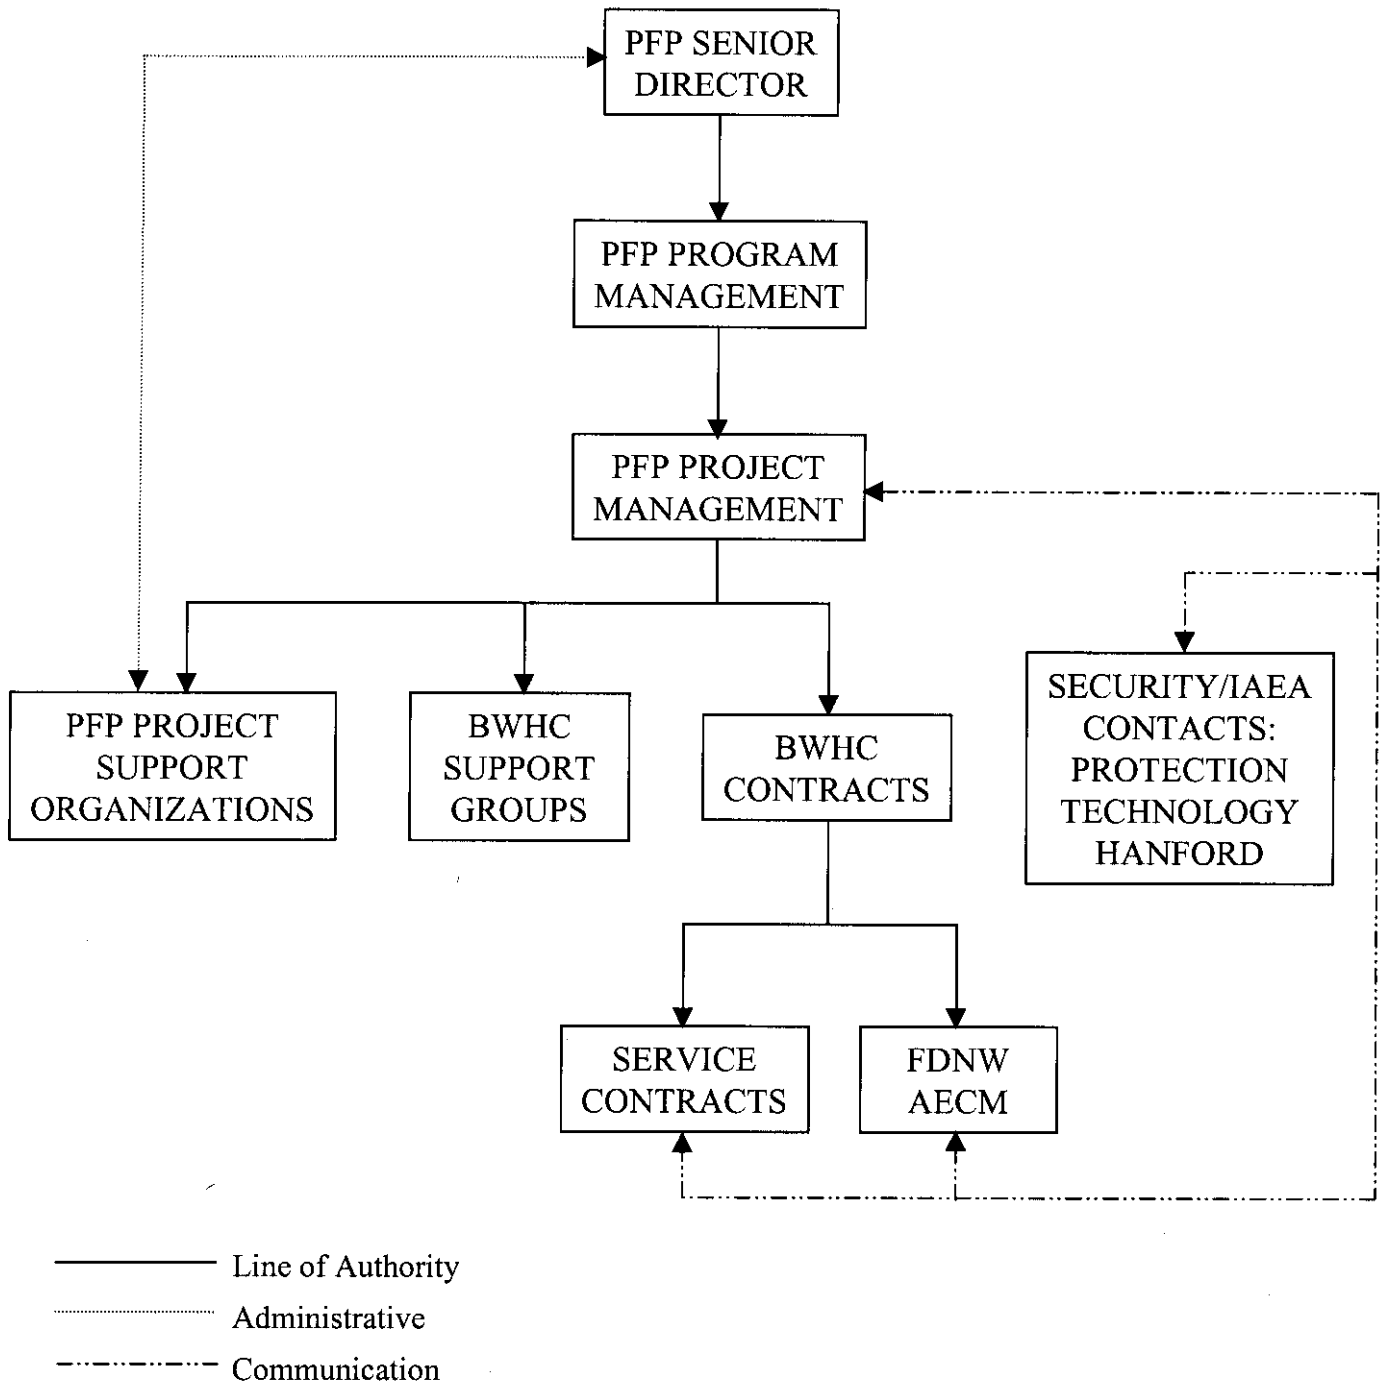 PFP SENIOR
DIRECTOR
PFP PROGRAM
MANAGEMENT
PFP PROJECT
MANAGEMENT
PFP PROJECT
SUPPORT
ORGANIZATIONS
BWHC
SUPPORT
GROUPS
BWHC
CONTRACTS
SECURITY/IAEA
CONTACTS:
PROTECTION
TECHNOLOGY
HANFORD
SERVICE
CONTRACTS
FDNW
AECM
Line of Authority
Administrative
Communication